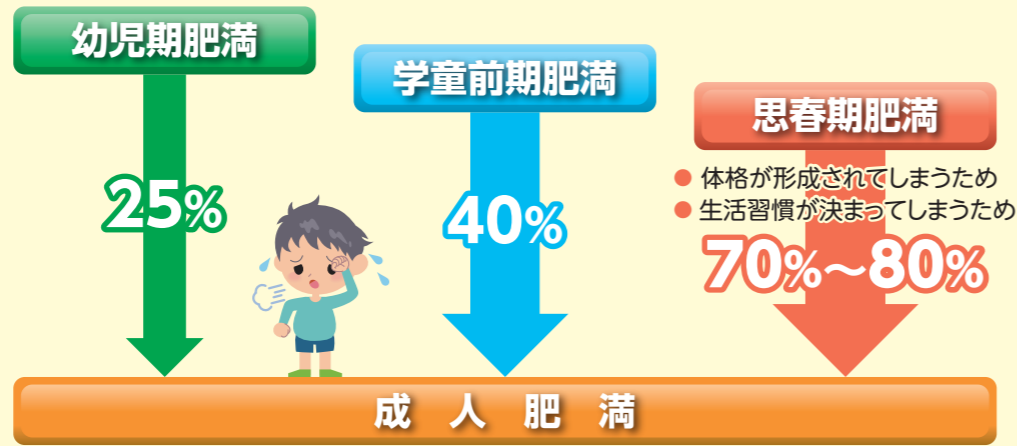 幼児期肥満
25%
学童前期肥満
40%
思春期肥満
● 体格が形成されてしまうため
● 生活習慣が決まってしまうため
70%～80%
成人肥満